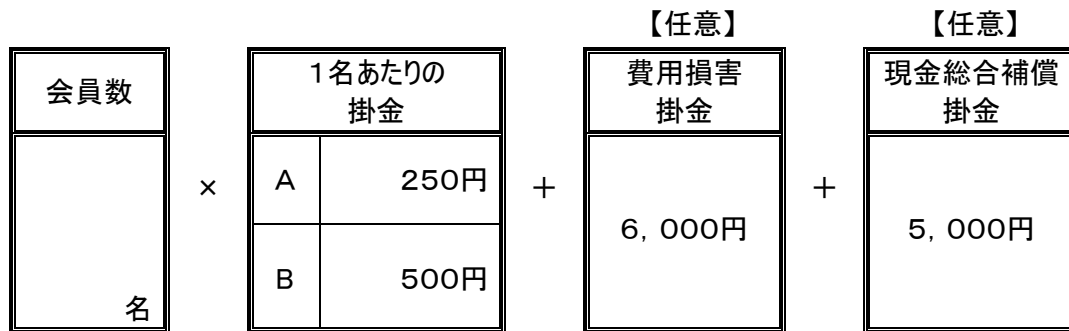 【任意】
【任意】
会員数
1名あたりの
掛金
費用損害
掛金
現金総合補償
掛金
名
×
A
250円
B
500円
+
6，000円
+
5，000円